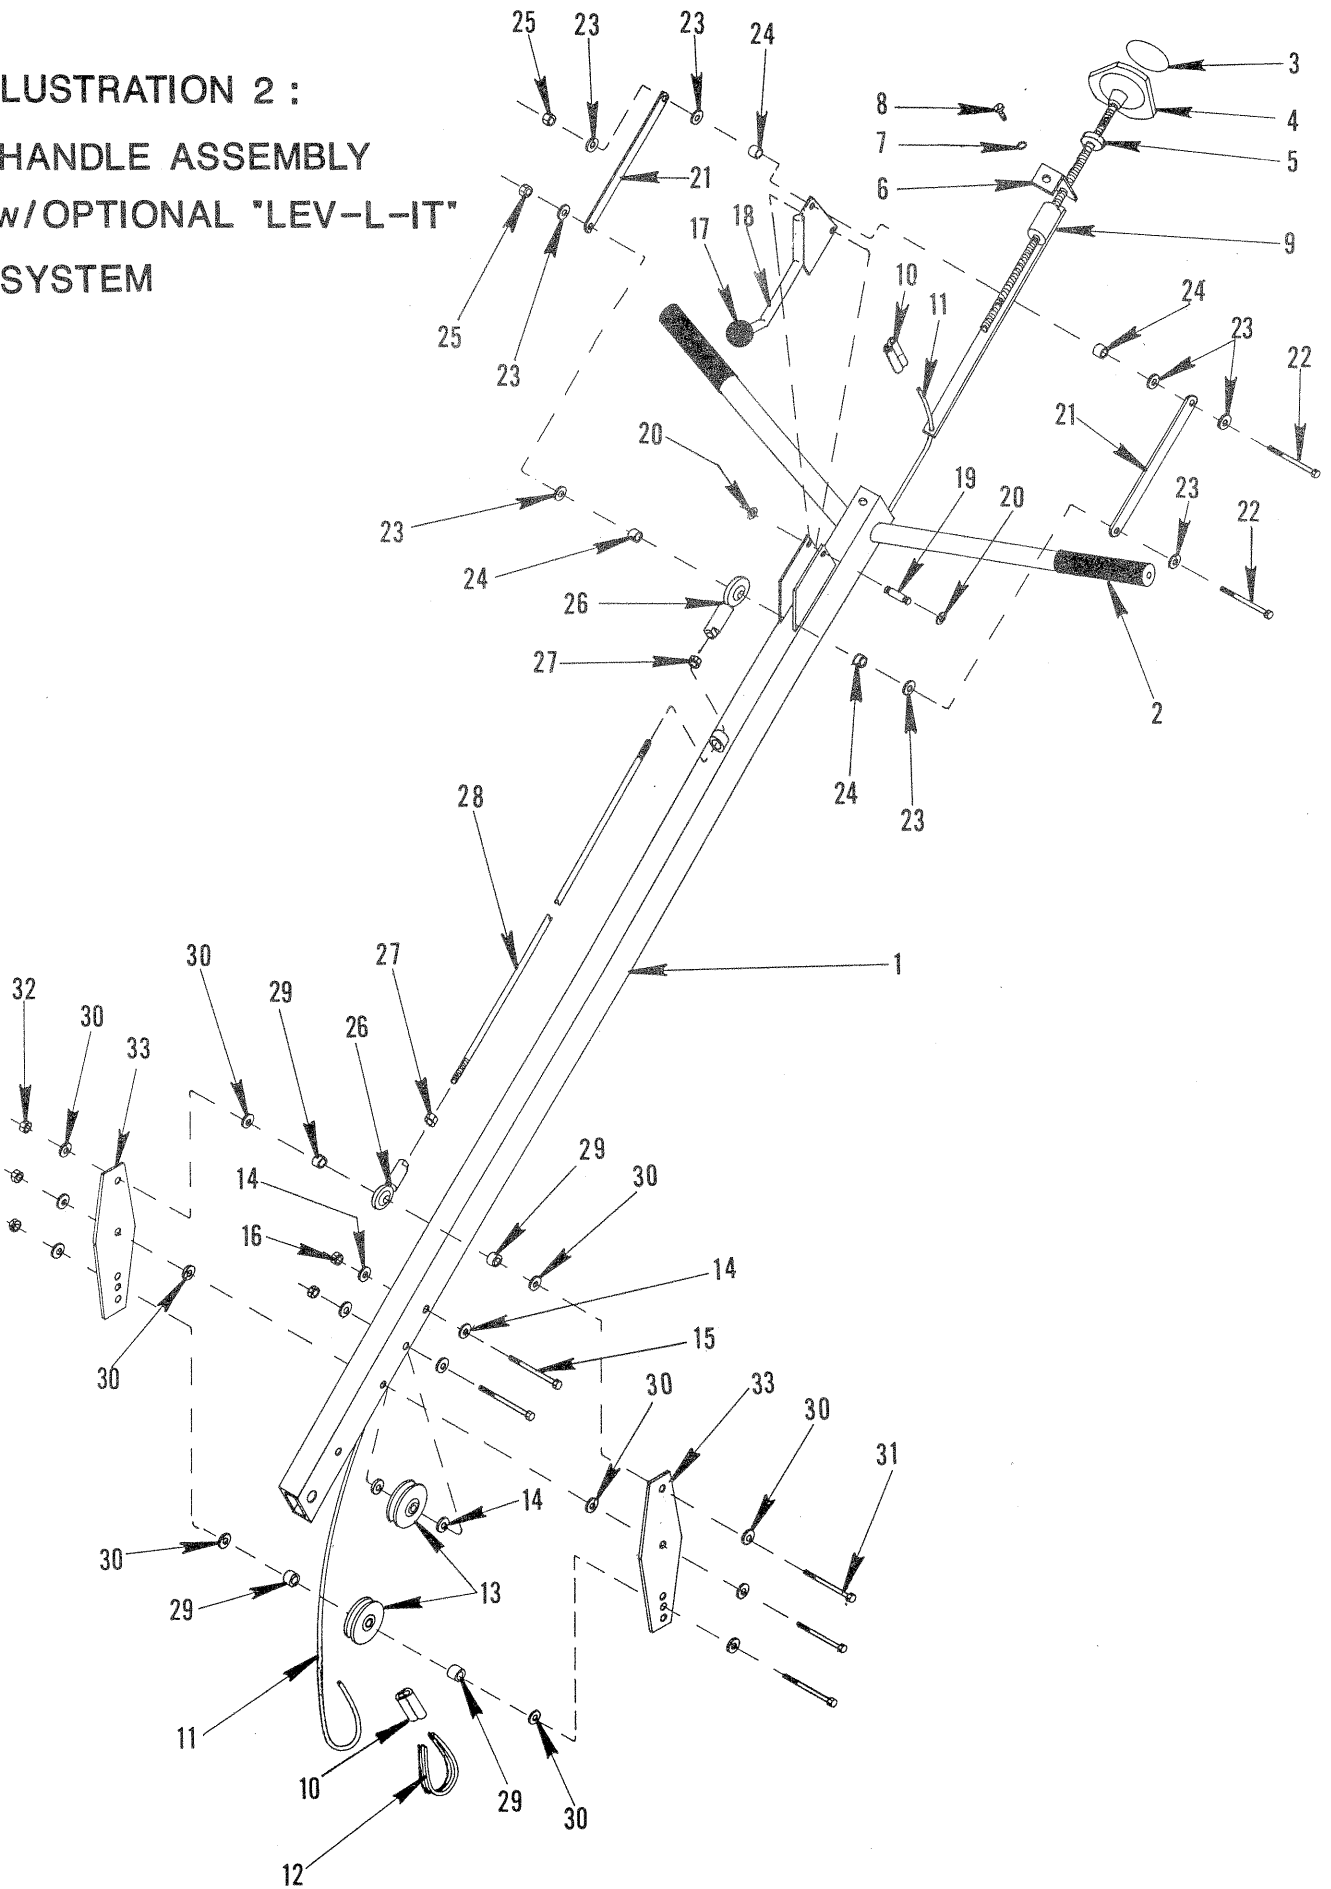 LUSTRATION 2 :
HANDLE ASSEMBLY
w/OPTIONAL "LEV-L-IT"
SYSTEM
25 23 23 24 3
8 4
7 5
6
21 17 18 10 11 9
25 23 24 23 22
20 21
23 19 20 23 22
24
26
27 2
24 23
28
30 27 1
32 30 29 26
33
14 29 30
16 14
15
30 30 33 30
31
14
30
29 13
11
10 29 30
12